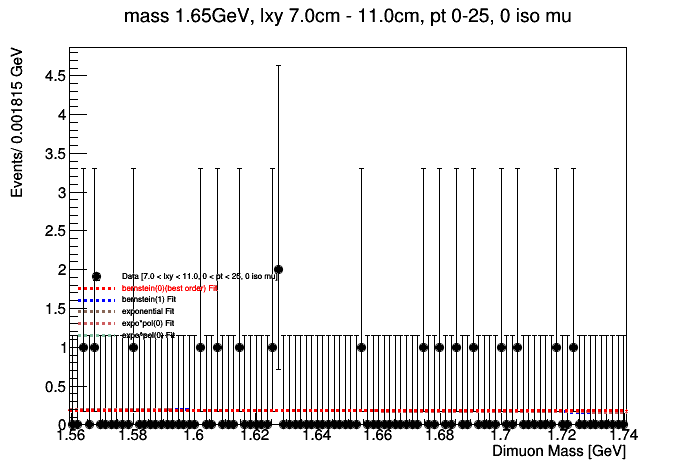 mass 1.65GeV, lxy 7.0cm - 11.0cm, pt 0-25, 0 iso mu
Events/ 0.001815 GeV
4.5
4
3.5
3
2.5
2
1.5
1
0.5
0
Data [7.0 < lxy < 11.0, 0 < pt < 25, 0 iso mu]
bernstein(0)(best order) Fit
bernstein(1) Fit
exponential Fit
expo*pol(0) Fit
expo*pol(0) Fit
1.56 1.58 1.6 1.62 1.64 1.66 1.68 1.7 1.72 1.74
Dimuon Mass [GeV]